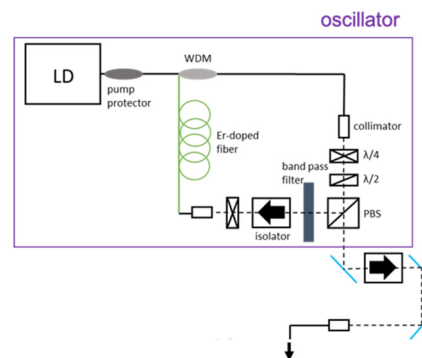 oscillator
LD
pump
protector
WDM
Er-doped
fiber
collimator
λ/4
λ/2
band pass
filter
PBS
isolator